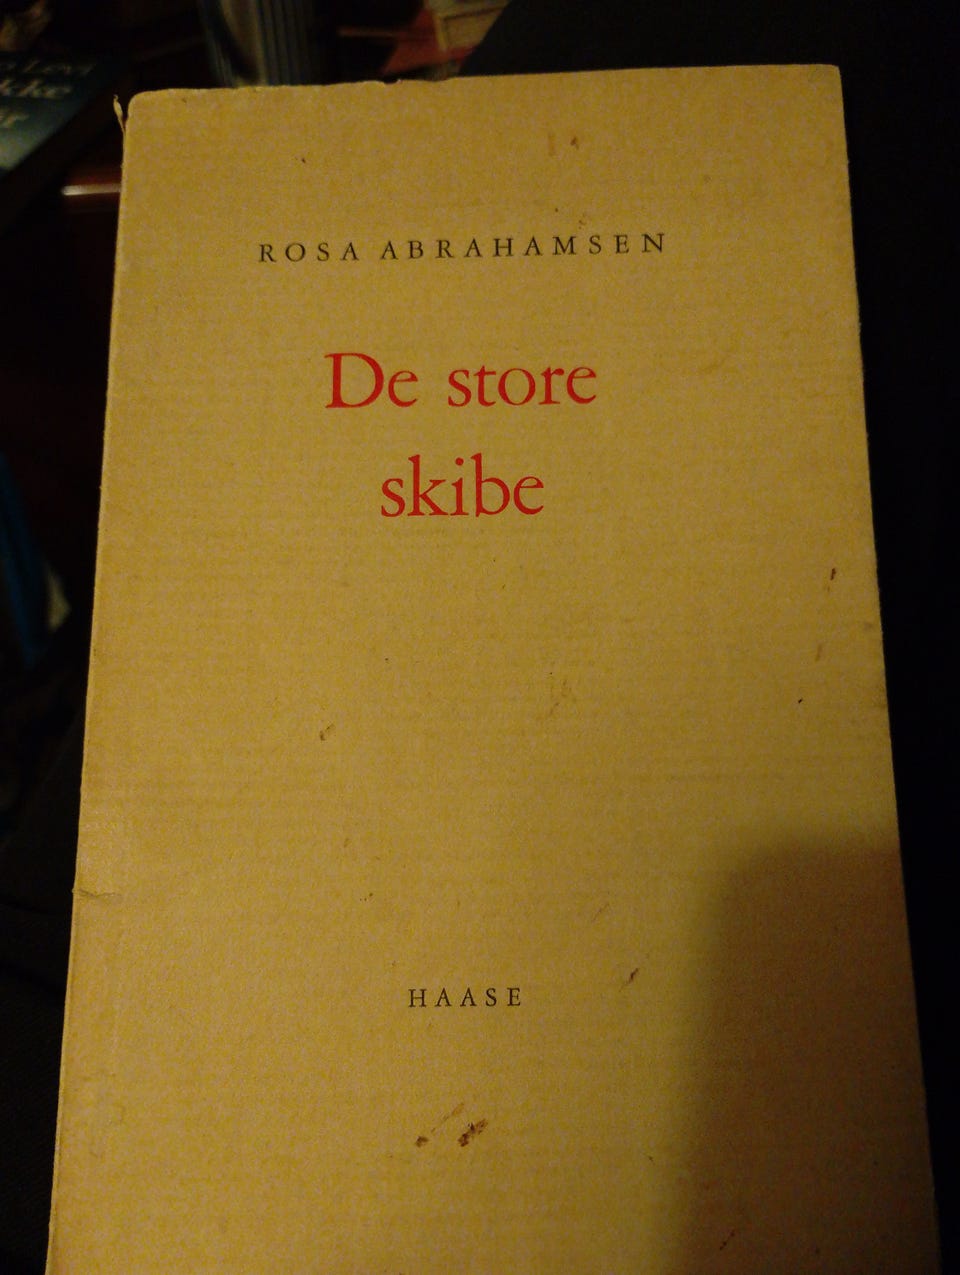 ROSA ABRAHAMSEN
De store
skibe
HAASE